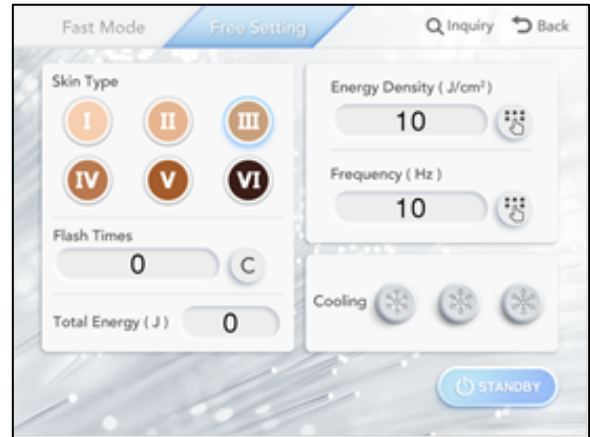 Fast Mode
Free Setting
Inquiry
Back
Skin Type
I
II
III
IV
V
VI
Flash Times
0
C
Total Energy ( J )
0
Energy Density ( J/cm² )
10
Frequency ( Hz )
10
Cooling
STANDBY